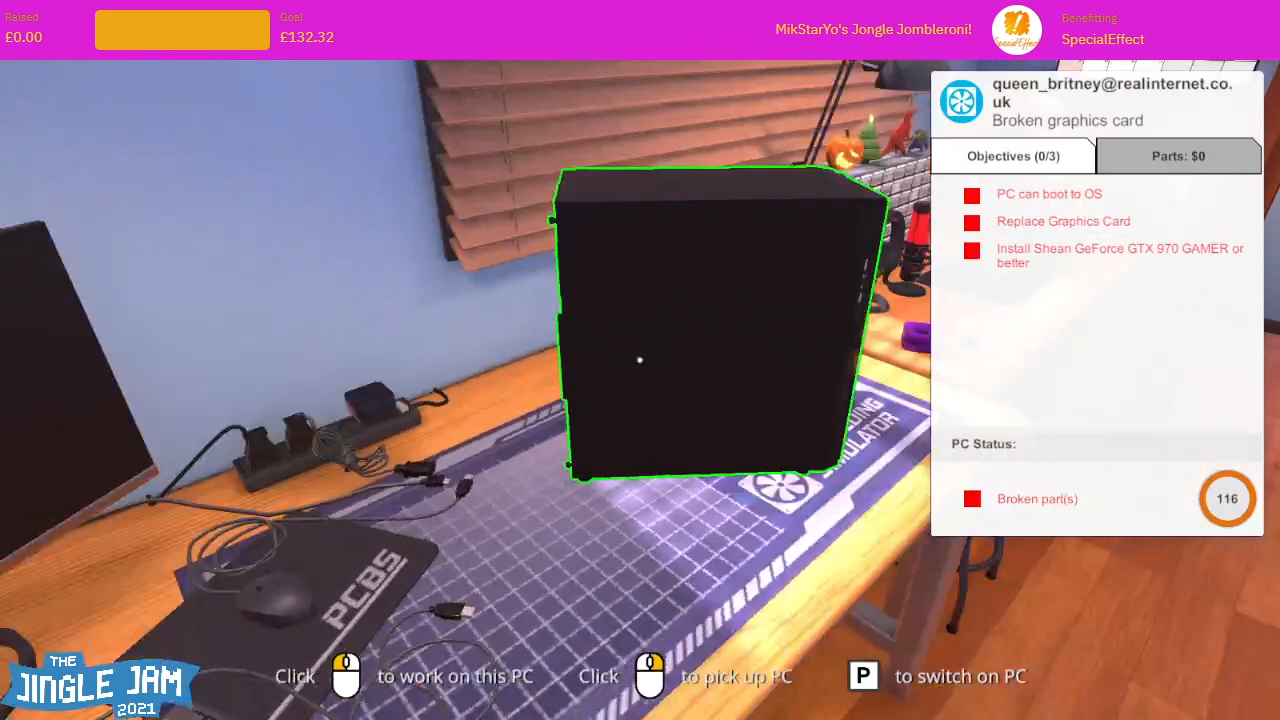 Raised
£0.00
Goal
£132.32
MikStarYo's Jongle Jombleroni!
SpecialEffect
Benefitting
SpecialEffect
queen_britney@realinternet.co.
uk
Broken graphics card
Objectives (0/3)
Parts: $0
PC can boot to OS
Replace Graphics Card
Install Shean GeForce GTX 970 GAMER or
better
PC Status:
Broken part(s)
116
PCBS
THE
JINGLE JAM
2021
Click to work on this PC
Click to pick up PC
P to switch on PC